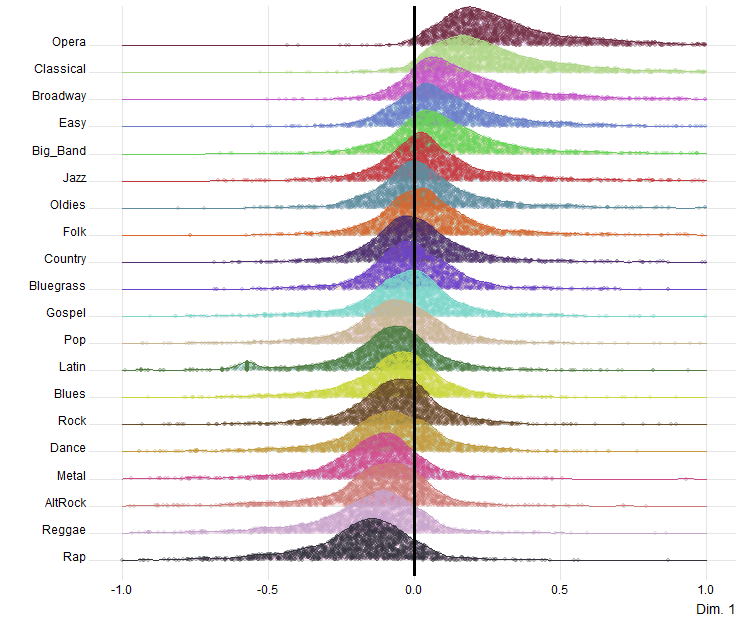 Opera
Classical
Broadway
Easy
Big_Band
Jazz
Oldies
Folk
Country
Bluegrass
Gospel
Pop
Latin
Blues
Rock
Dance
Metal
AltRock
Reggae
Rap
-1.0 -0.5 0.0 0.5 1.0
Dim. 1